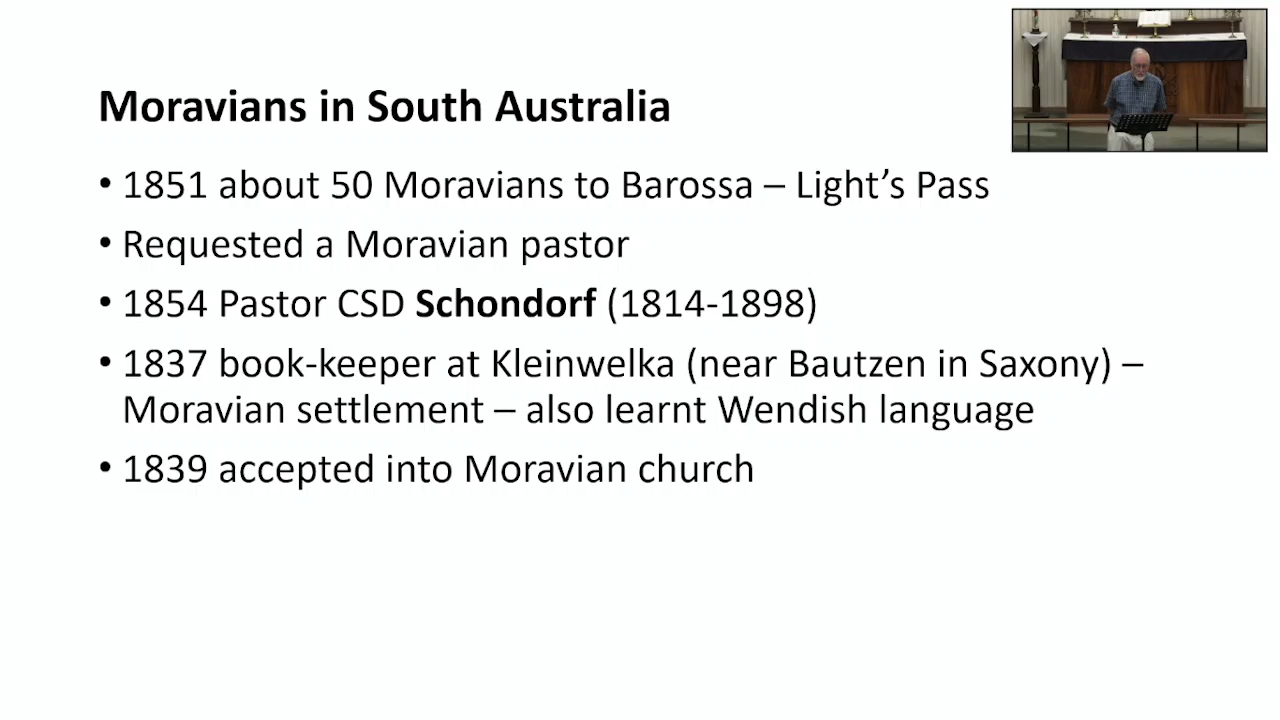 Moravians in South Australia
• 1851 about 50 Moravians to Barossa – Light’s Pass
• Requested a Moravian pastor
• 1854 Pastor CSD Schondorf (1814-1898)
• 1837 book-keeper at Kleinwelka (near Bautzen in Saxony) –
Moravian settlement – also learnt Wendish language
• 1839 accepted into Moravian church